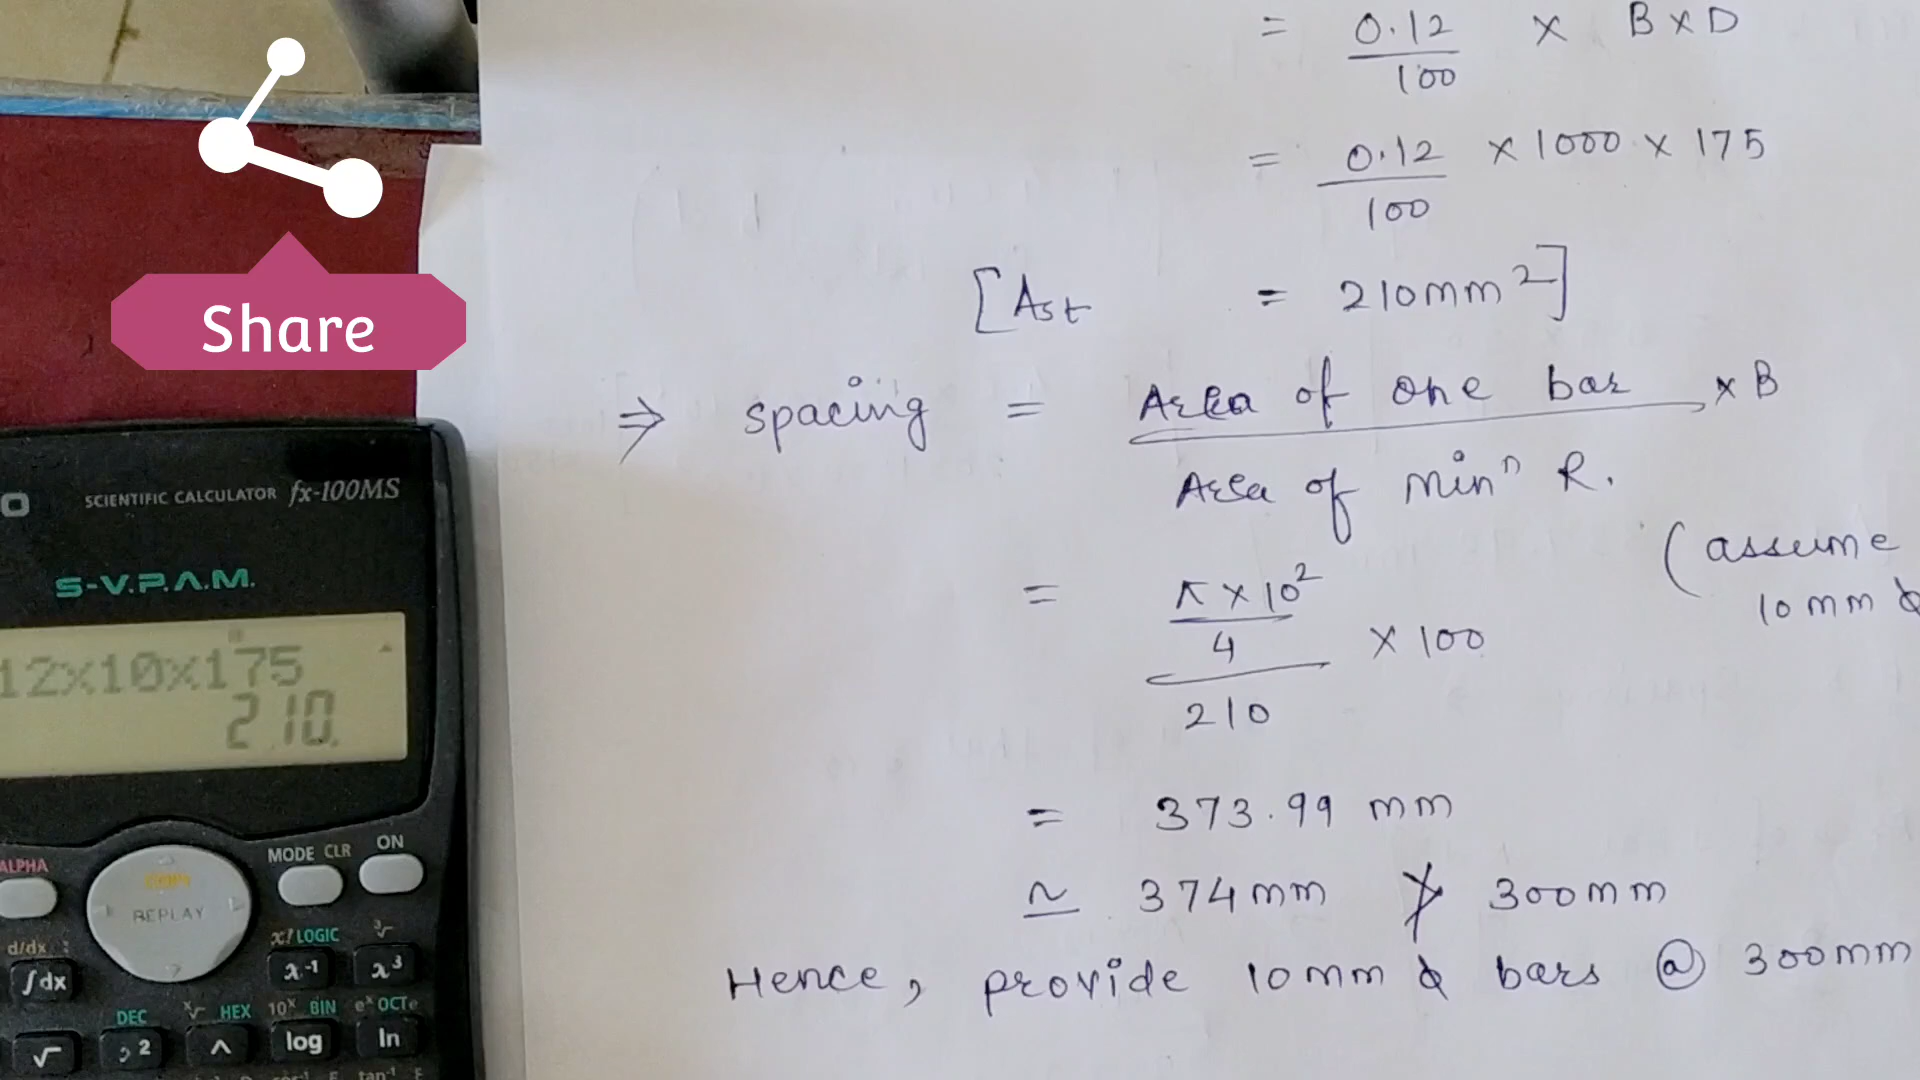 = 0.12 / 100 × B×D
= 0.12 / 100 × 1000 × 175
[Ast = 210mm²]
⇒ spacing = Area of one bar / Area of minⁿ R. × B
= π × 10² / 4 / 210 × 100
(assume
10 mm ϕ
= 373.99 mm
≃ 374mm ≯ 300mm
Hence, provide 10mm ϕ bars @ 300mm
Share
SCIENTIFIC CALCULATOR fx-100MS
S-V.P.A.M.
12×10×175
210.
ALPHA MODE CLR ON
REPLAY
d/dx : x! LOGIC ³√
∫dx x⁻¹ x³
DEC √ HEX 10ˣ BIN eˣ OCT
√ ^ log ln
tan⁻¹